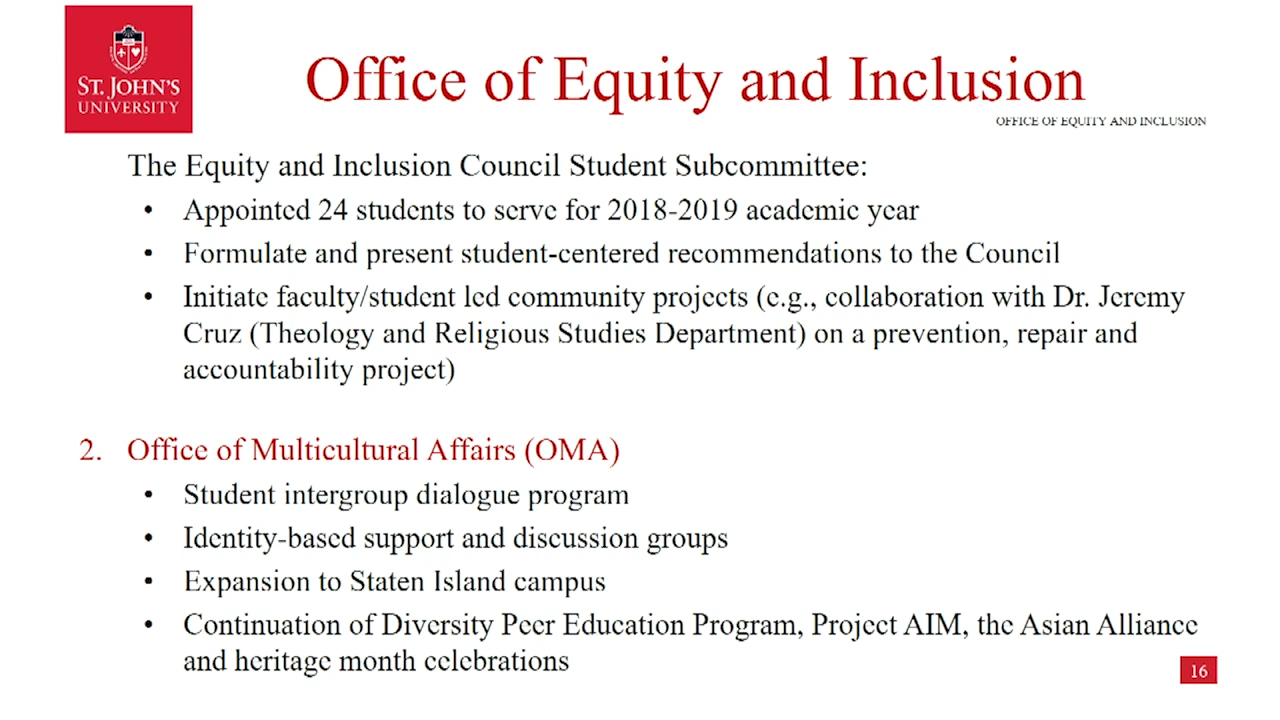 ST. JOHN'S
UNIVERSITY
Office of Equity and Inclusion
OFFICE OF EQUITY AND INCLUSION
The Equity and Inclusion Council Student Subcommittee:
• Appointed 24 students to serve for 2018-2019 academic year
• Formulate and present student-centered recommendations to the Council
• Initiate faculty/student led community projects (e.g., collaboration with Dr. Jeremy
Cruz (Theology and Religious Studies Department) on a prevention, repair and
accountability project)
2. Office of Multicultural Affairs (OMA)
• Student intergroup dialogue program
• Identity-based support and discussion groups
• Expansion to Staten Island campus
• Continuation of Diversity Peer Education Program, Project AIM, the Asian Alliance
and heritage month celebrations
16